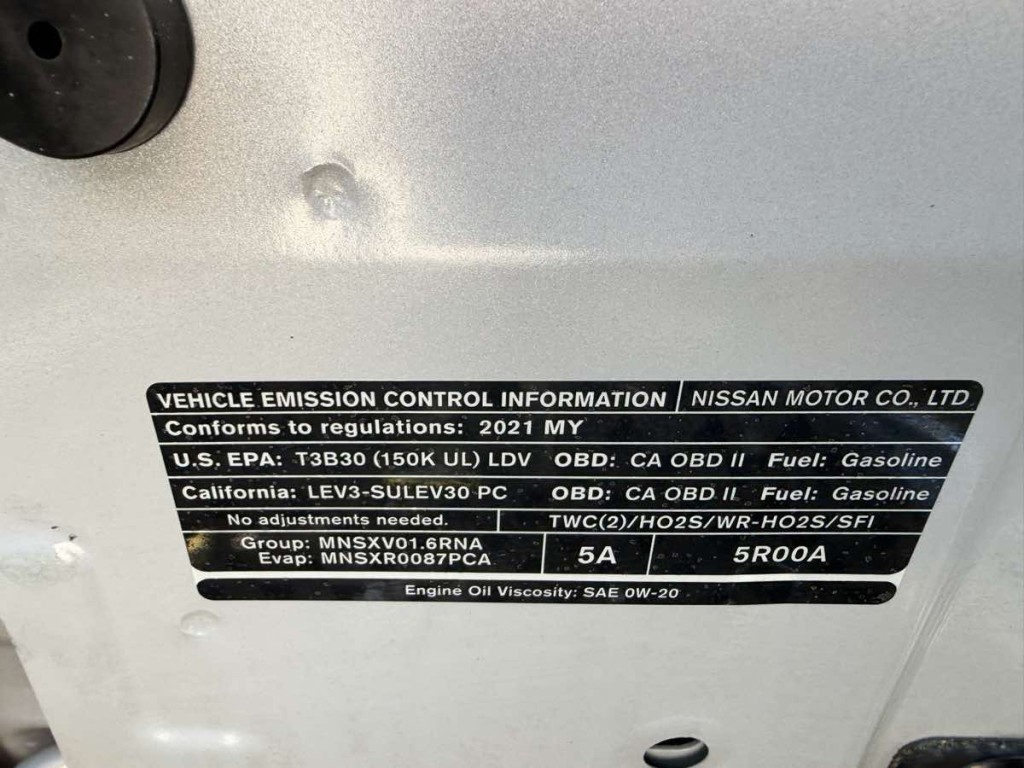 VEHICLE EMISSION CONTROL INFORMATION NISSAN MOTOR CO., LTD
Conforms to regulations: 2021 MY
U.S. EPA: T3B30 (150K UL) LDV OBD: CA OBD II Fuel: Gasoline
California: LEV3-SULEV30 PC OBD: CA OBD II Fuel: Gasoline
No adjustments needed. TWC(2)/HO2S/WR-HO2S/SFI
Group: MNSXV01.6RNA
Evap: MNSXR0087PCA
5A 5R00A
Engine Oil Viscosity: SAE 0W-20